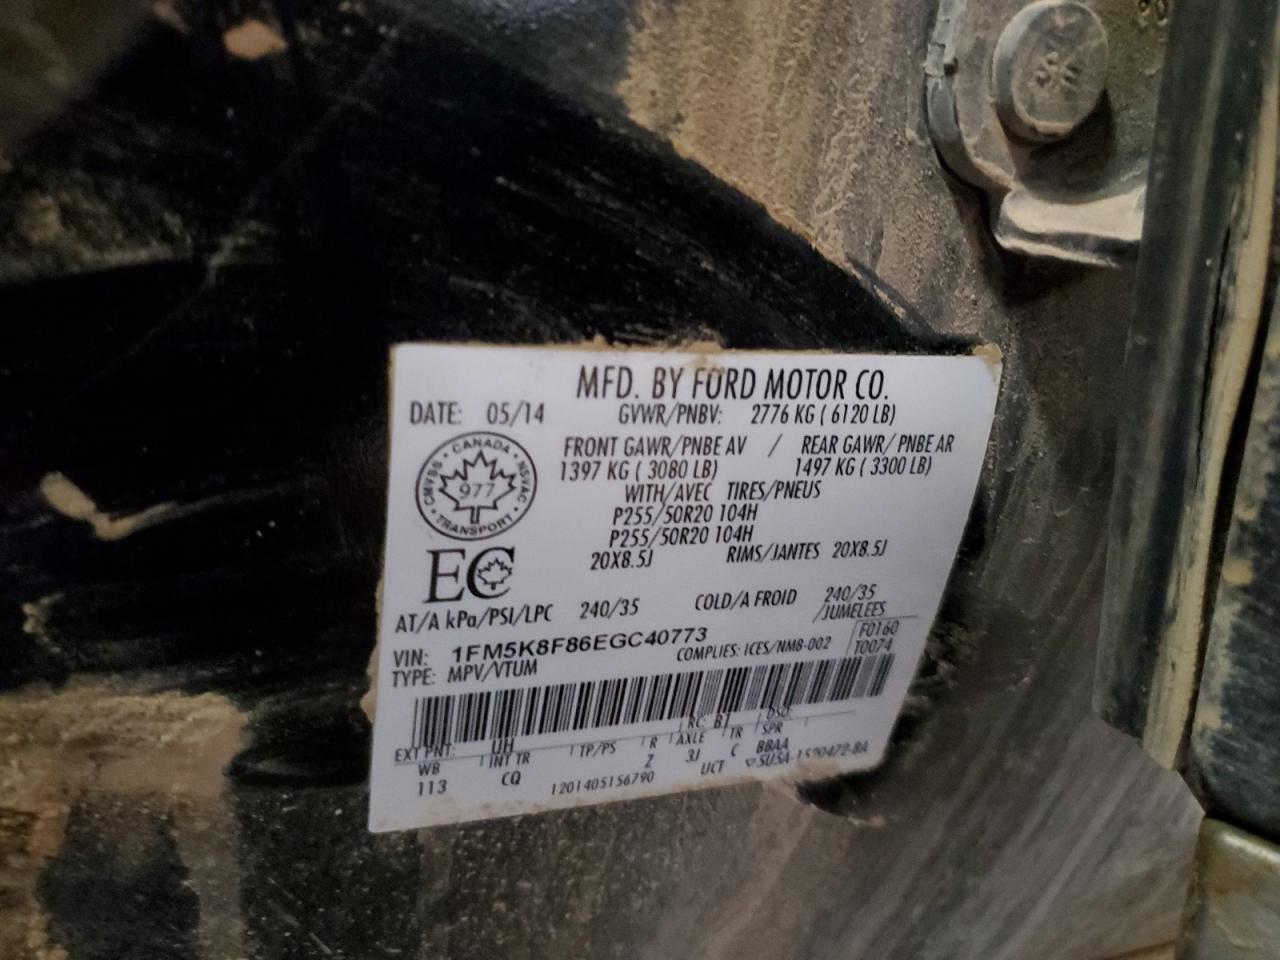 MFD. BY FORD MOTOR CO.
DATE: 05/14 GVWR/PNBV: 2776 KG ( 6120 LB)
FRONT GAWR/PNBE AV / REAR GAWR/ PNBE AR
1397 KG ( 3080 LB) 1497 KG ( 3300 LB)
WITH/AVEC TIRES/PNEUS
P255/50R20 104H
P255/50R20 104H
20X8.5J RIMS/JANTES 20X8.5J
CANADA
CMVSS 977 NSVAC
TRANSPORT
EC
AT/A kPa/PSI/LPC 240/35 COLD/A FROID 240/35
/JUMELEES
VIN: 1FM5K8F86EGC40773 F0160
TYPE: MPV/VTUM COMPLIES: ICES/NMB-002 T0074
EXT PNT: UH RC: DSO:
WB INT TR TP/PS R AXLE TR SPR
113 CQ Z 3J C BBAA
1201405156790 UCT